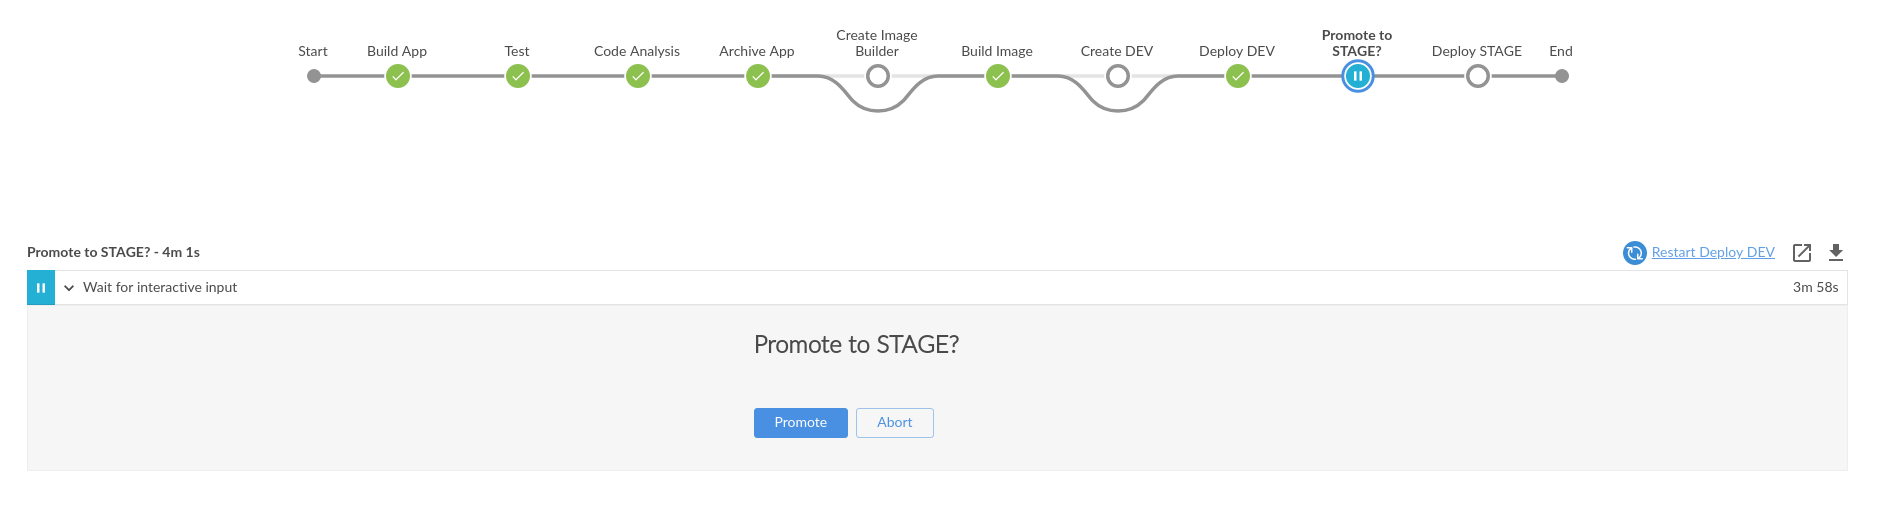 Start
Build App
Test
Code Analysis
Archive App
Create Image
Builder
Build Image
Create DEV
Deploy DEV
Promote to
STAGE?
Deploy STAGE
End
Promote to STAGE? - 4m 1s
Restart Deploy DEV
Wait for interactive input
3m 58s
Promote to STAGE?
Promote
Abort